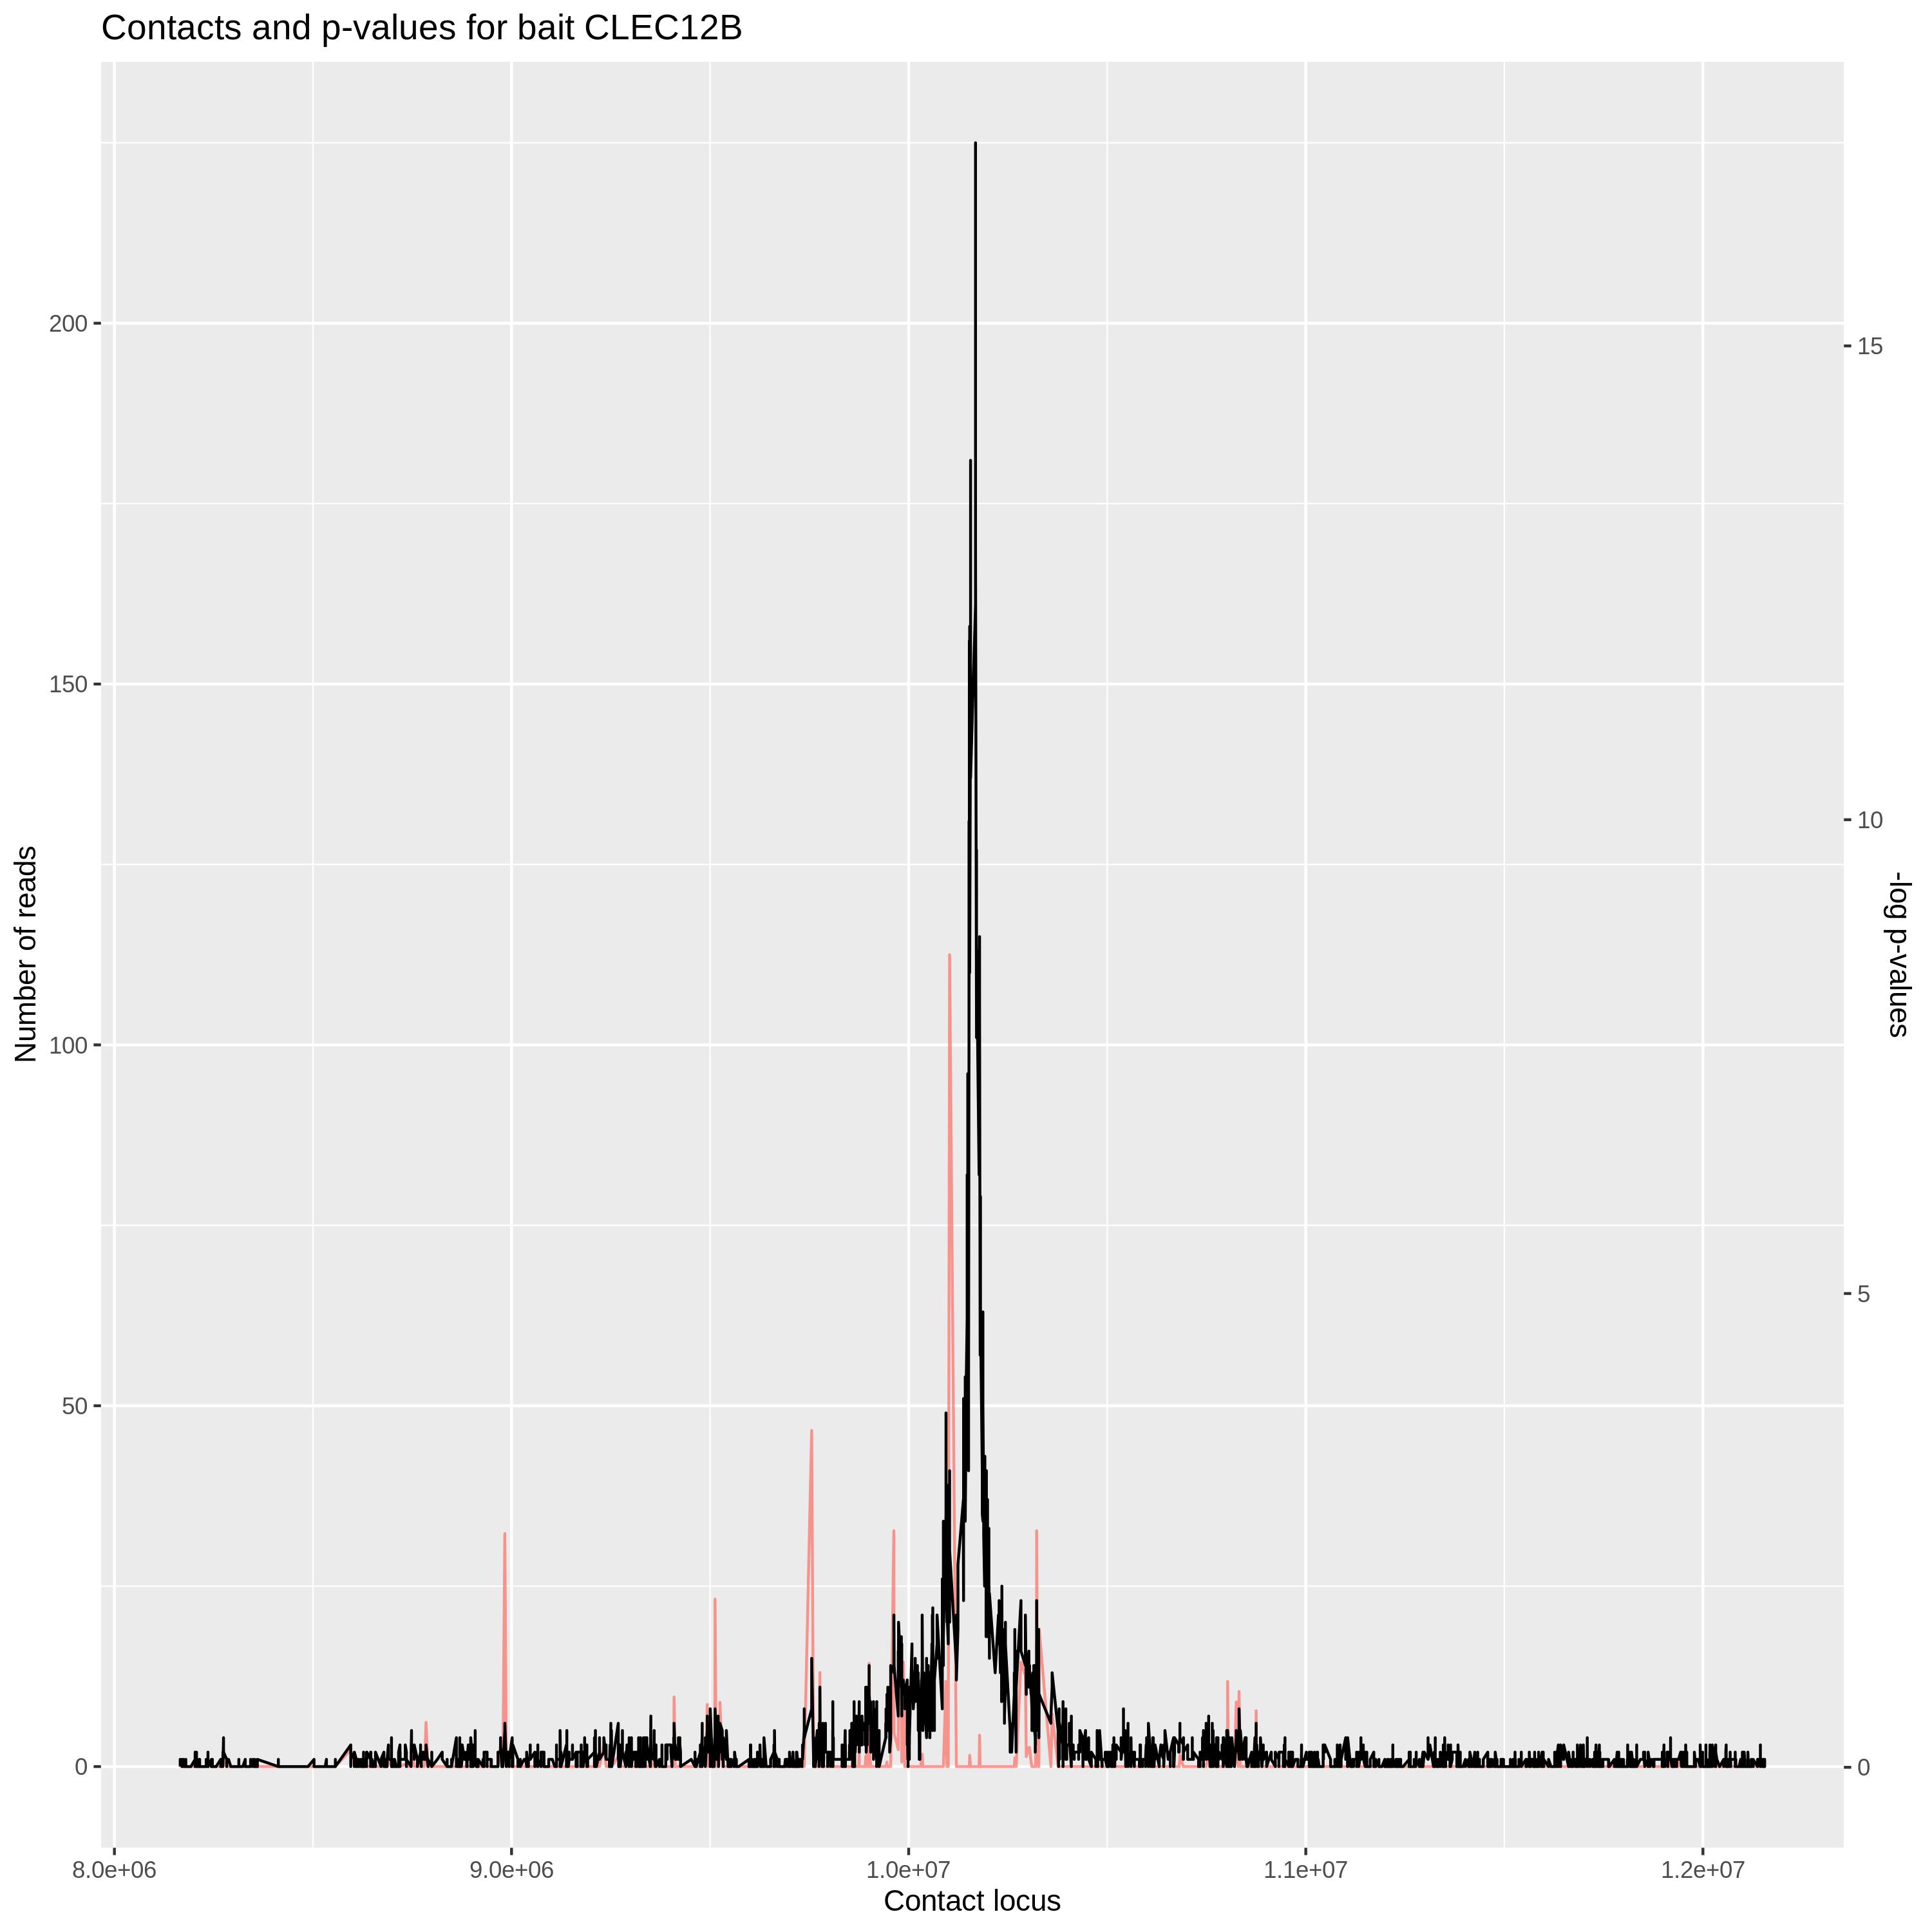 Contacts and p-values for bait CLEC12B
200
150
100
50
0
Number of reads
15
10
5
0
-log p-values
8.0e+06 9.0e+06 1.0e+07 1.1e+07 1.2e+07
Contact locus